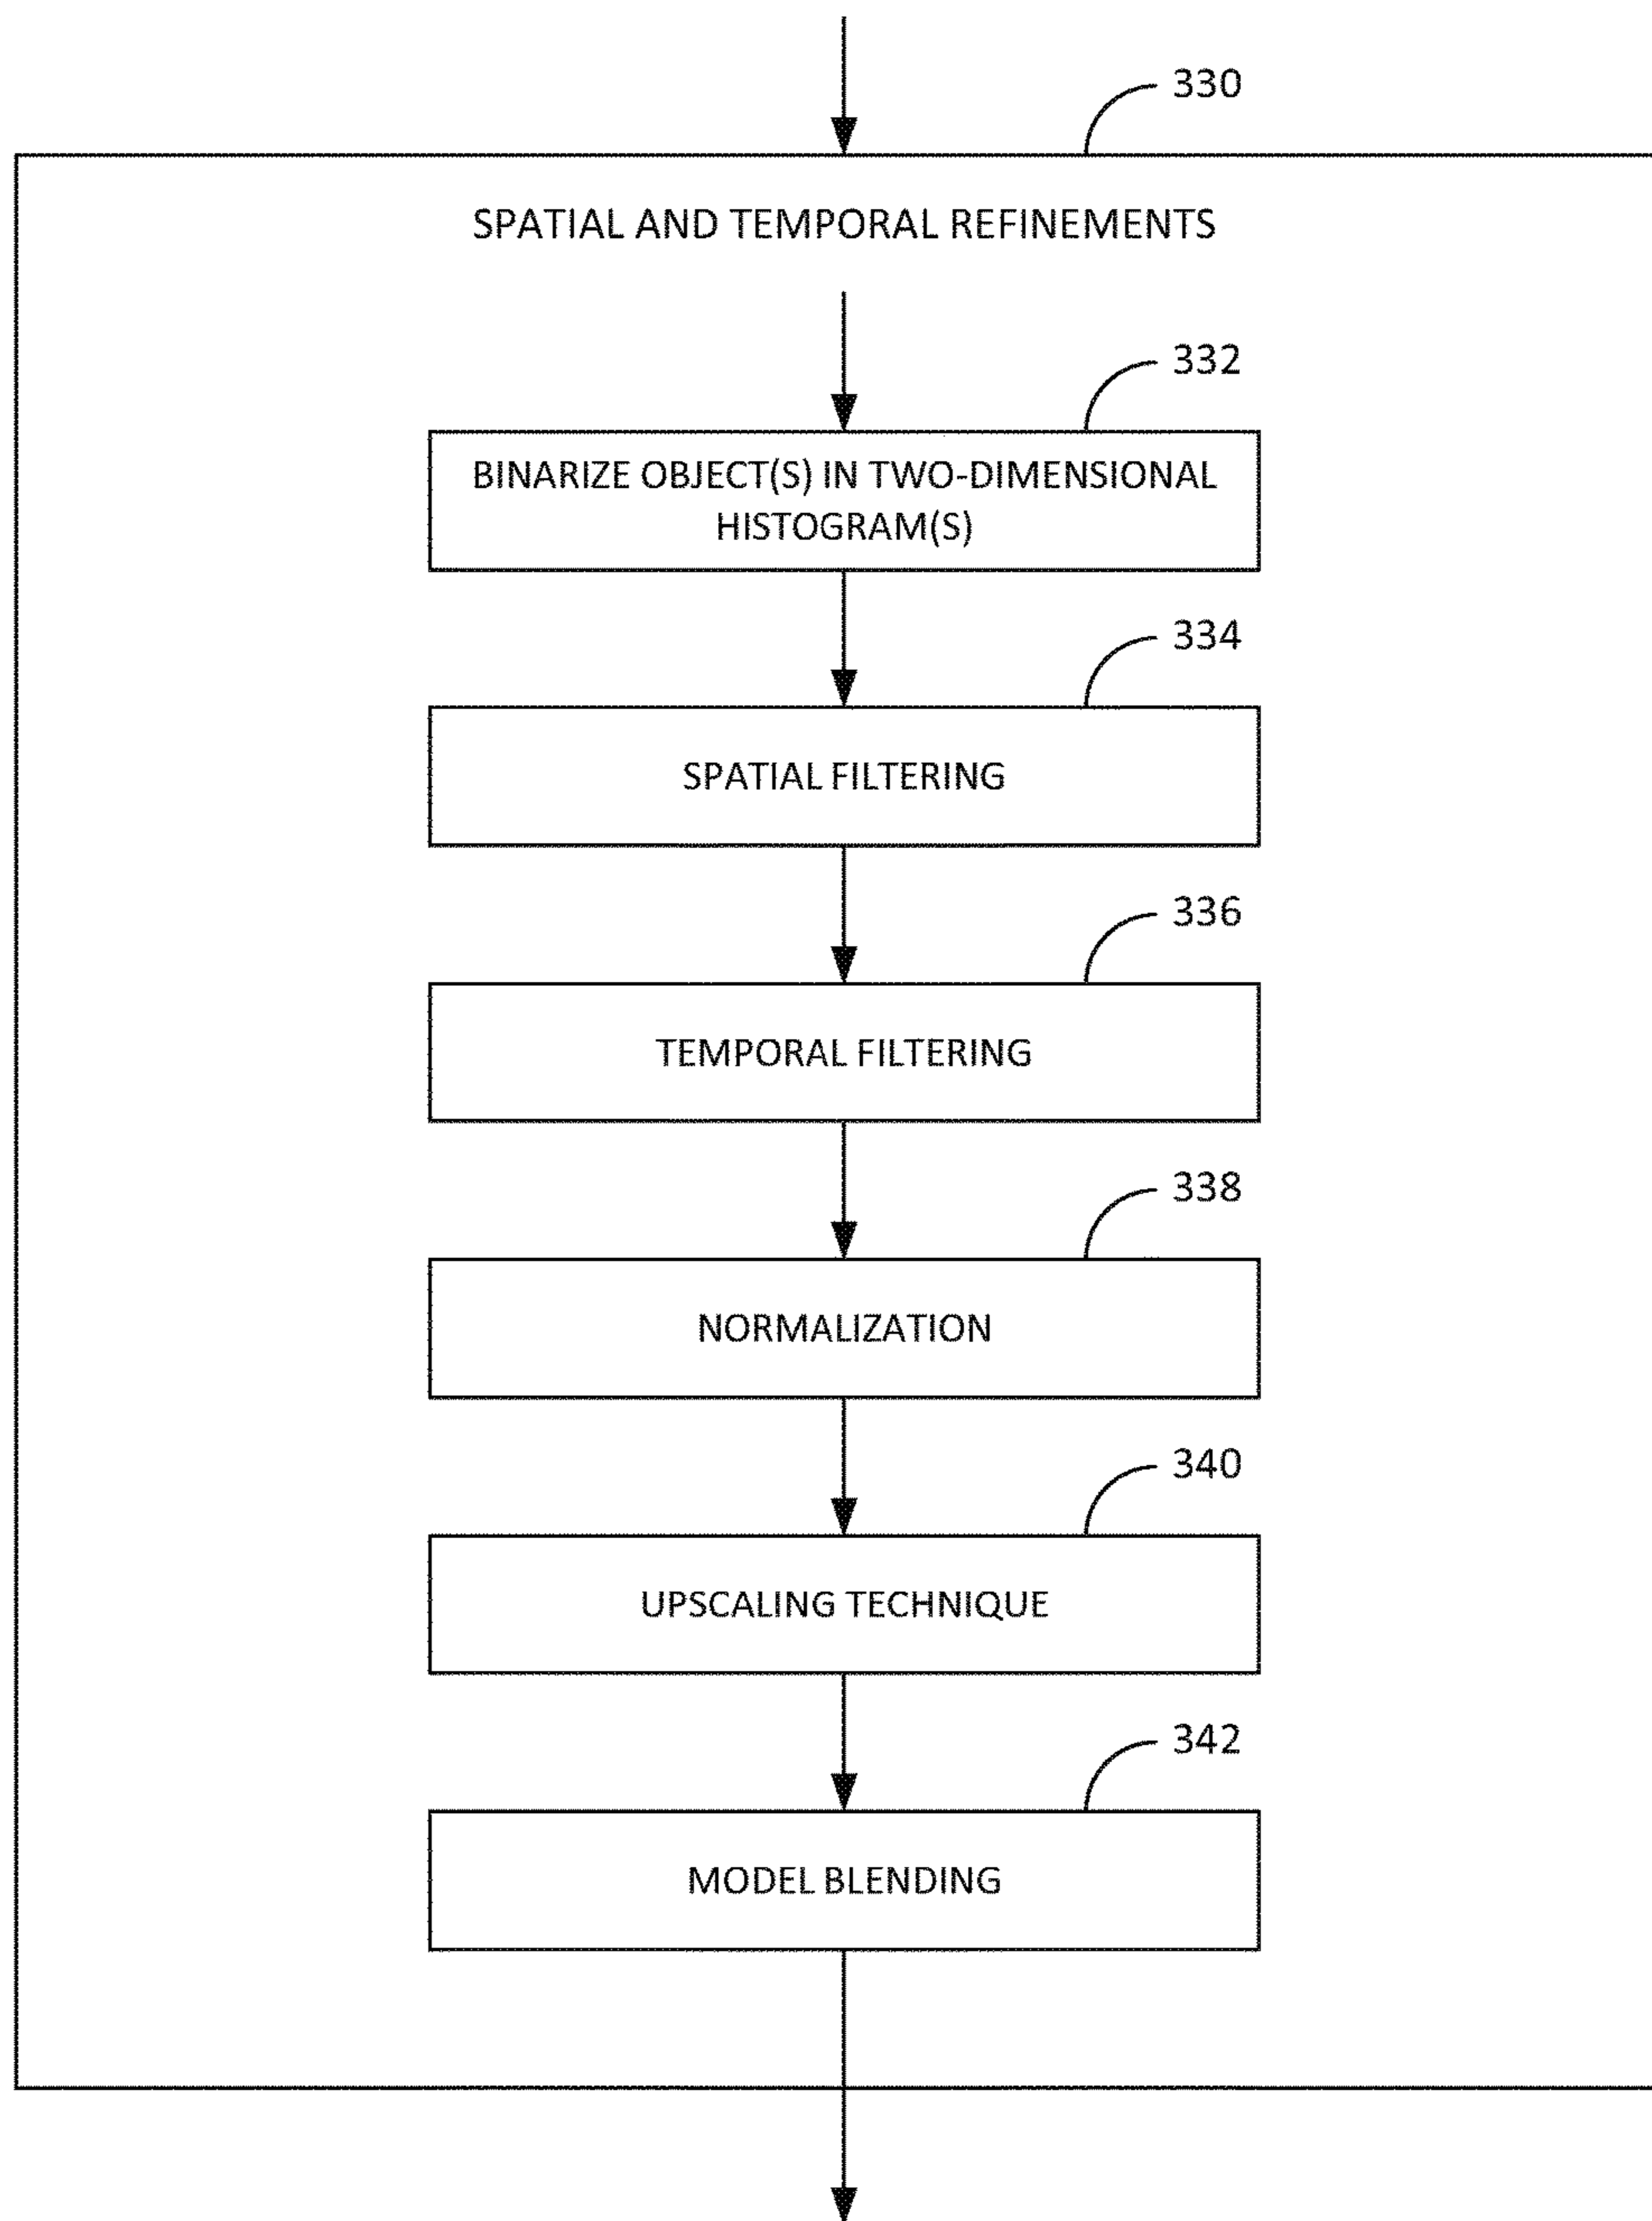 330
SPATIAL AND TEMPORAL REFINEMENTS
332
BINARIZE OBJECT(S) IN TWO-DIMENSIONAL
HISTOGRAM(S)
334
SPATIAL FILTERING
336
TEMPORAL FILTERING
338
NORMALIZATION
340
UPSCALING TECHNIQUE
342
MODEL BLENDING